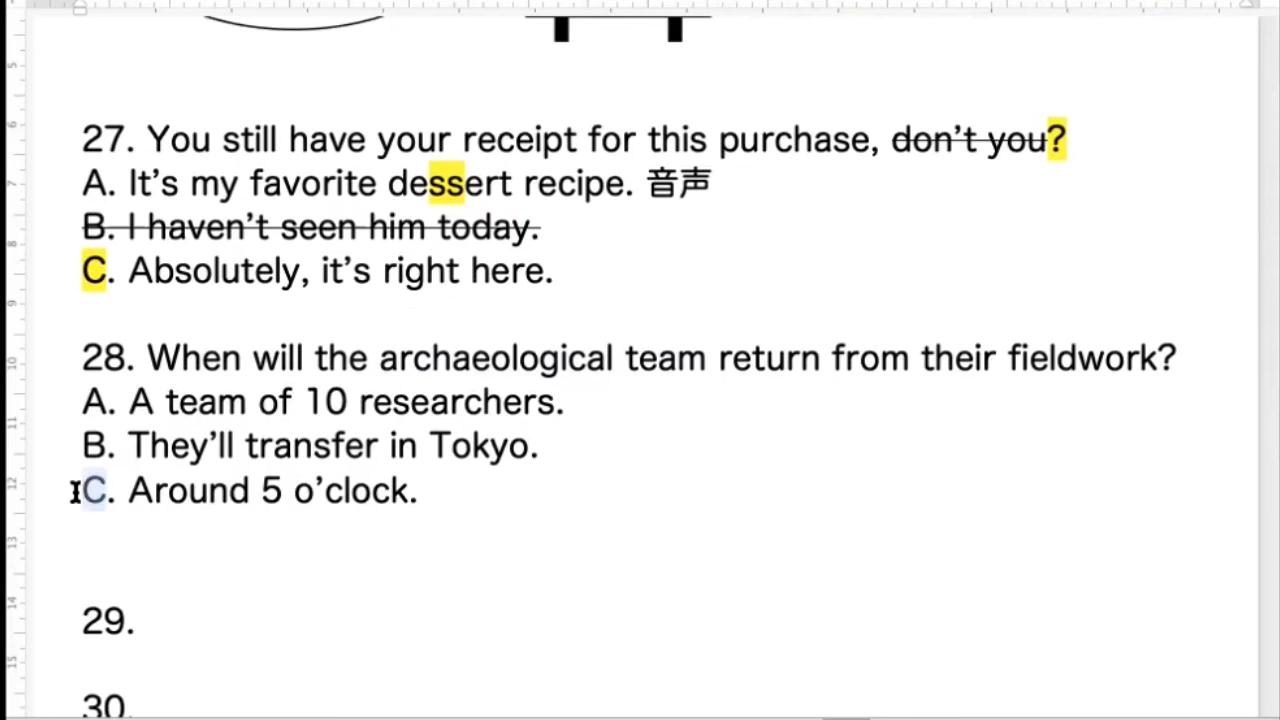 27. You still have your receipt for this purchase, don’t you?
A. It’s my favorite dessert recipe. 音声
B. I haven’t seen him today.
C. Absolutely, it’s right here.
28. When will the archaeological team return from their fieldwork?
A. A team of 10 researchers.
B. They’ll transfer in Tokyo.
C. Around 5 o’clock.
29.
30.